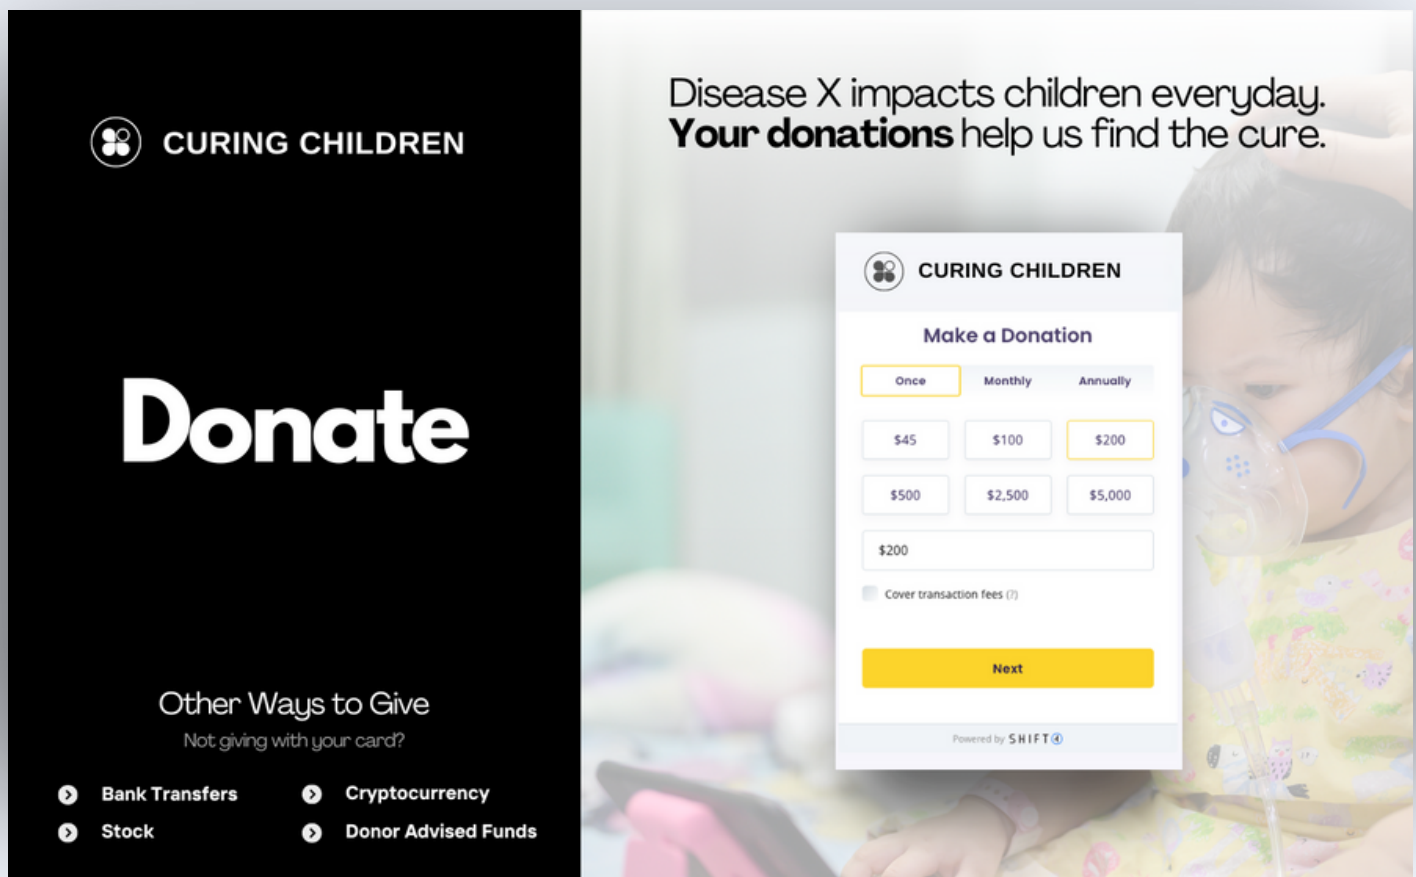 CURING CHILDREN
Donate
Other Ways to Give
Not giving with your card?
Bank Transfers
Cryptocurrency
Stock
Donor Advised Funds
Disease X impacts children everyday.
Your donations help us find the cure.
CURING CHILDREN
Make a Donation
Once Monthly Annually
$45 $100 $200
$500 $2,500 $5,000
$200
Cover transaction fees (?)
Next
Powered by SHIFT4